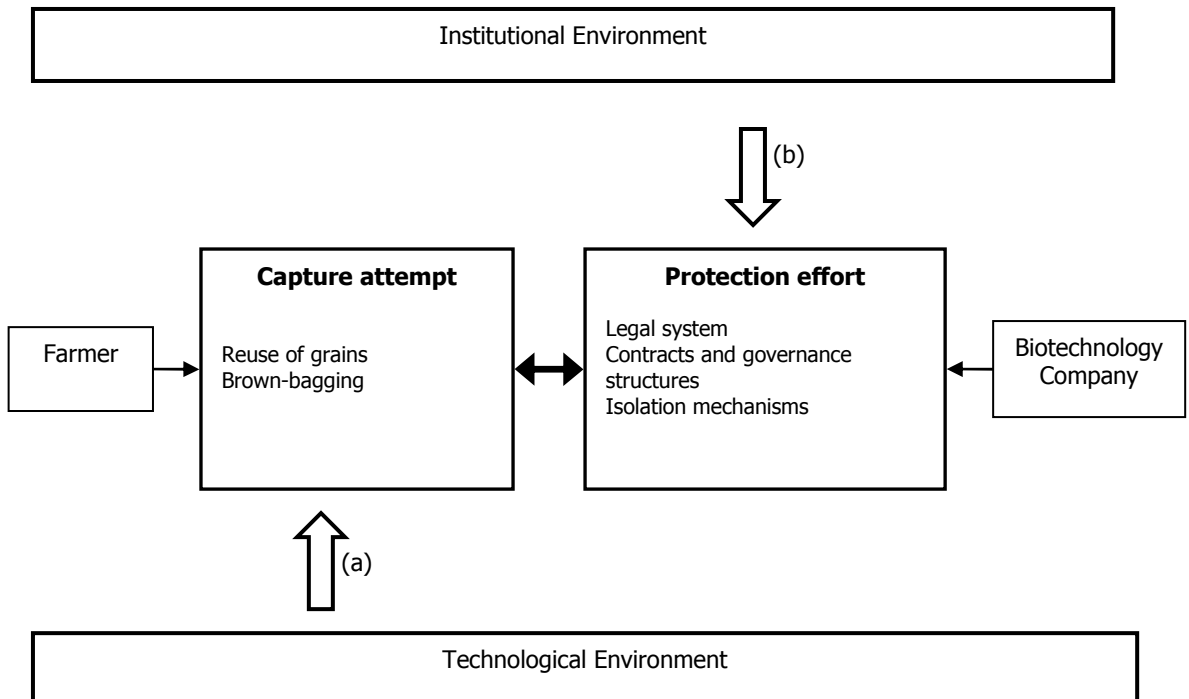 Institutional Environment
(b)
Capture attempt
Reuse of grains
Brown-bagging
Protection effort
Legal system
Contracts and governance
structures
Isolation mechanisms
Farmer
Biotechnology
Company
(a)
Technological Environment